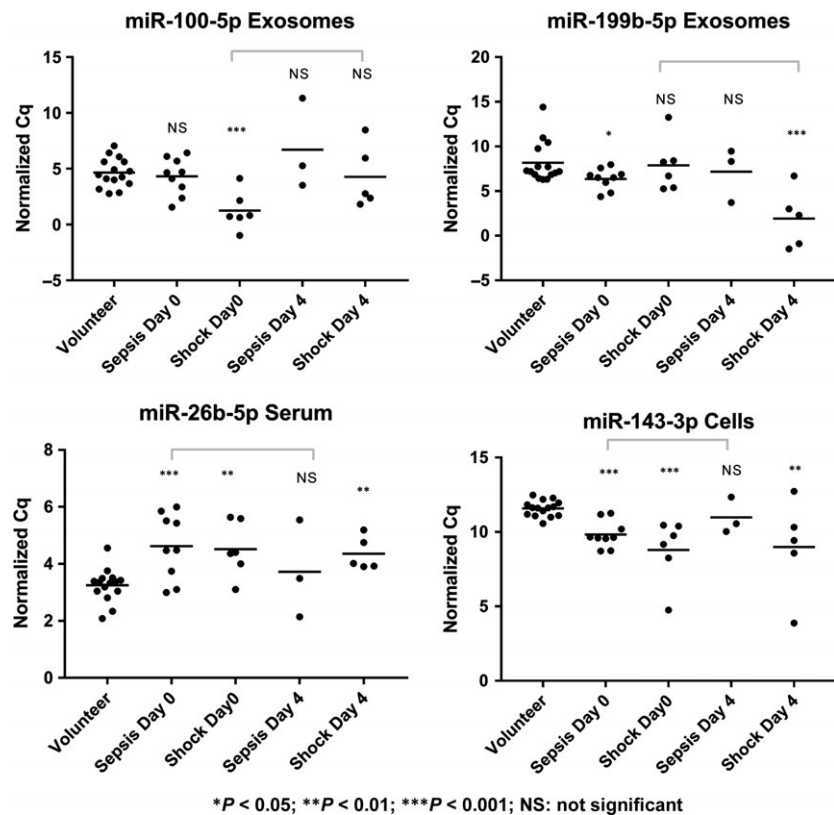 miR-100-5p Exosomes
Normalized Cq
15
10
5
0
–5
NS
***
NS
NS
Volunteer
Sepsis Day 0
Shock Day0
Sepsis Day 4
Shock Day 4
miR-199b-5p Exosomes
Normalized Cq
20
15
10
5
0
–5
*
NS
NS
***
Volunteer
Sepsis Day 0
Shock Day0
Sepsis Day 4
Shock Day 4
miR-26b-5p Serum
Normalized Cq
8
6
4
2
0
***
**
NS
**
Volunteer
Sepsis Day 0
Shock Day0
Sepsis Day 4
Shock Day 4
miR-143-3p Cells
Normalized Cq
15
10
5
0
***
***
NS
**
Volunteer
Sepsis Day 0
Shock Day0
Sepsis Day 4
Shock Day 4
*P < 0.05; **P < 0.01; ***P < 0.001; NS: not significant